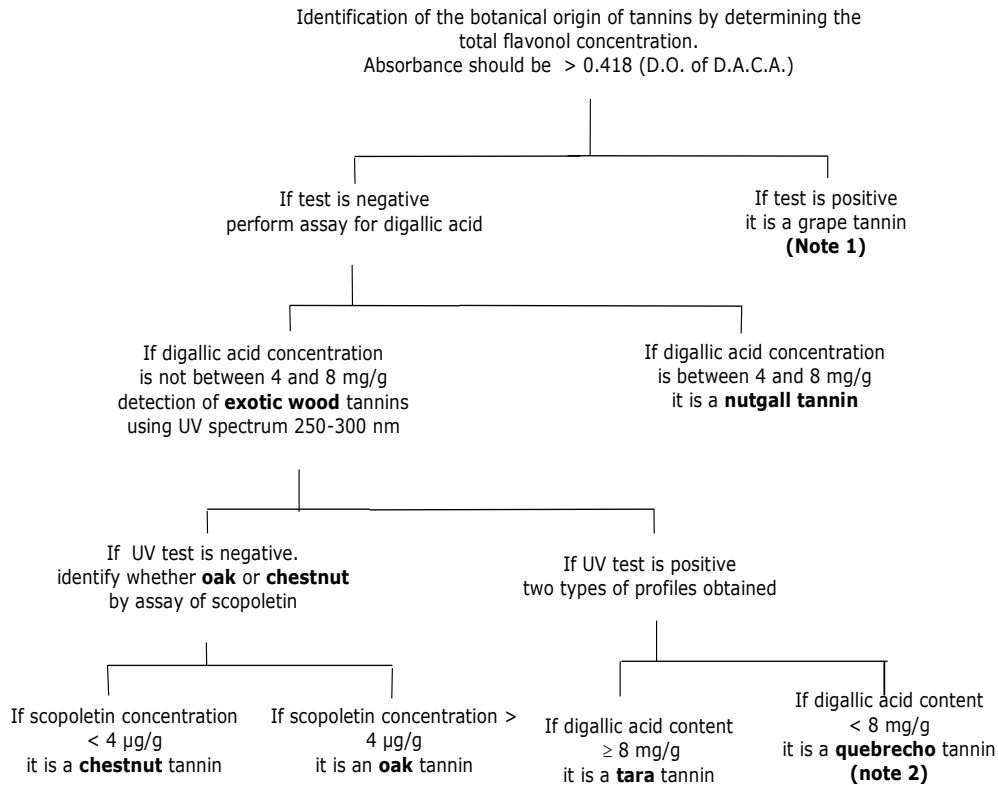 Identification of the botanical origin of tannins by determining the
total flavonol concentration.
Absorbance should be > 0.418 (D.O. of D.A.C.A.)
If test is negative
perform assay for digallic acid
If test is positive
it is a grape tannin
(Note 1)
If digallic acid concentration
is not between 4 and 8 mg/g
detection of exotic wood tannins
using UV spectrum 250-300 nm
If digallic acid concentration
is between 4 and 8 mg/g
it is a nutgall tannin
If UV test is negative.
identify whether oak or chestnut
by assay of scopoletin
If UV test is positive
two types of profiles obtained
If scopoletin concentration
< 4 μg/g
it is a chestnut tannin
If scopoletin concentration >
4 μg/g
it is an oak tannin
If digallic acid content
≥ 8 mg/g
it is a tara tannin
If digallic acid content
< 8 mg/g
it is a quebrecho tannin
(note 2)